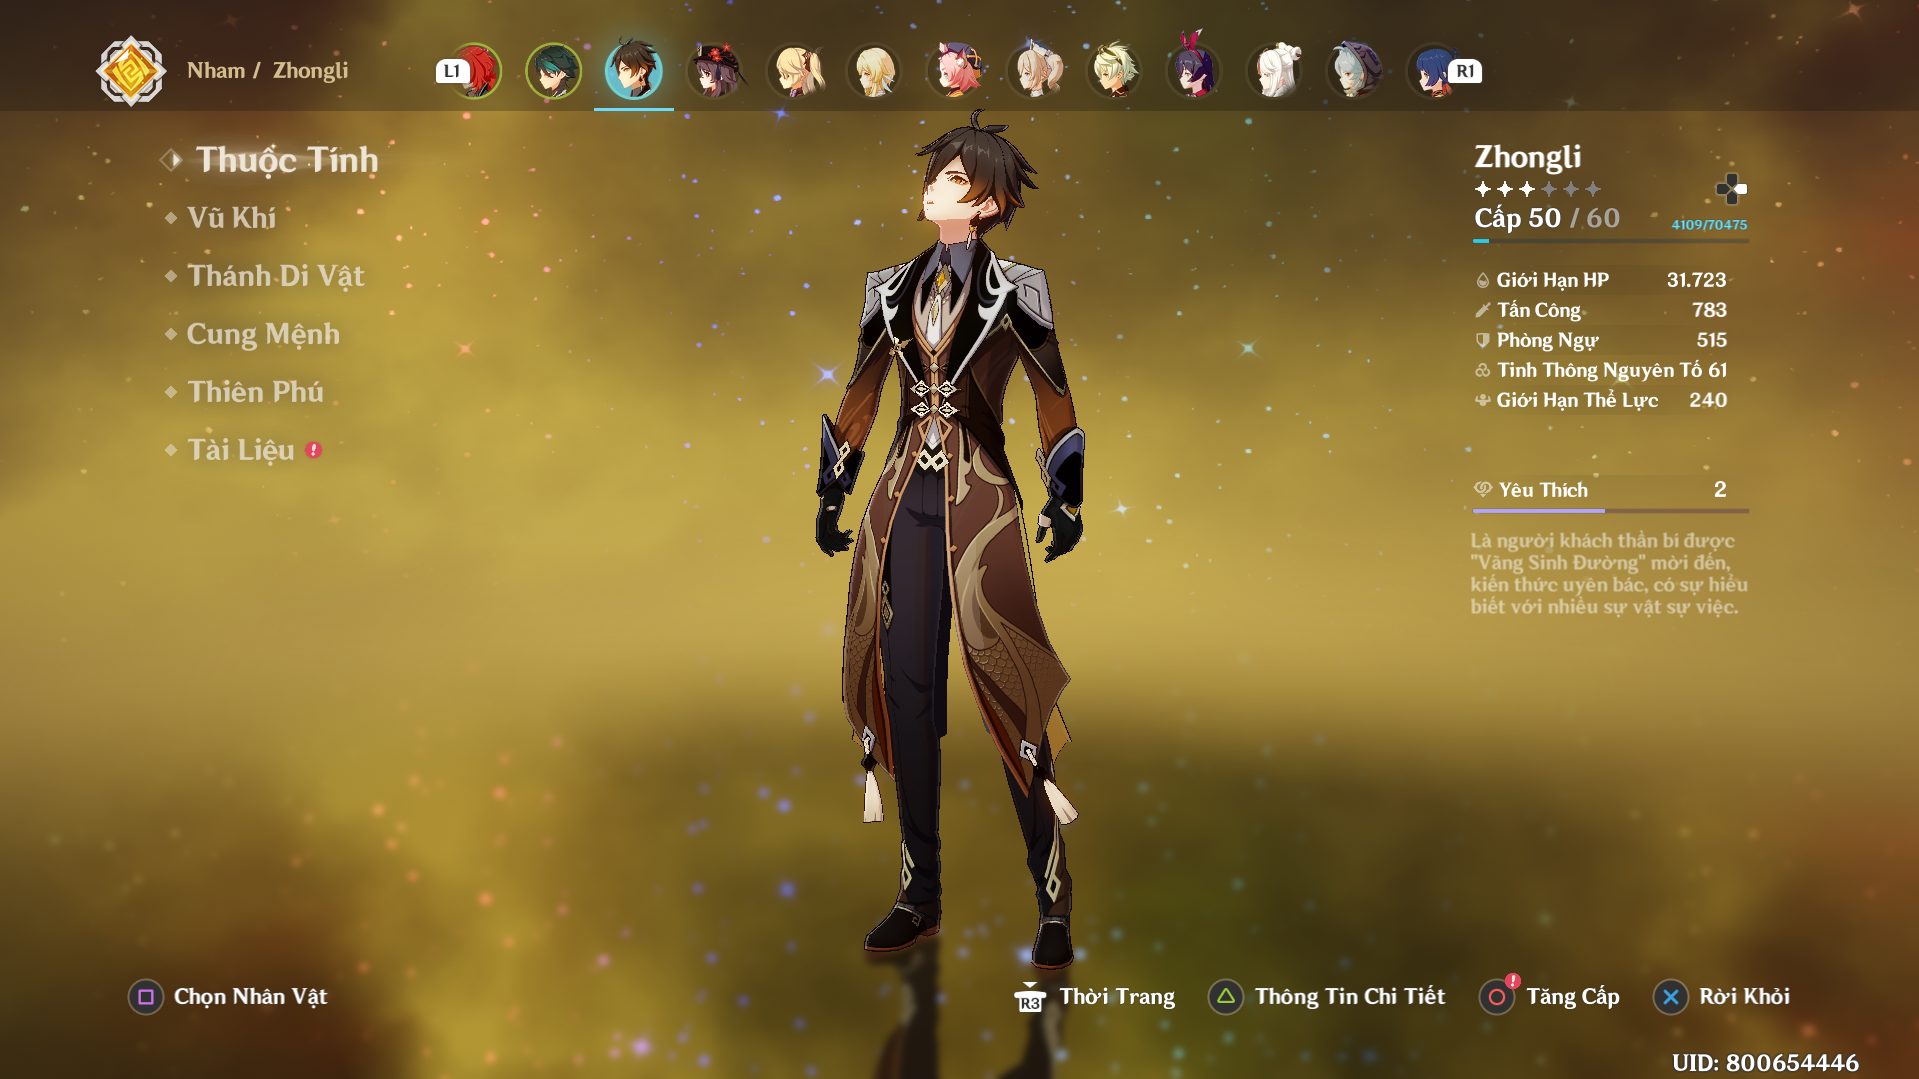 Nham / Zhongli
L1
R1
Thuộc Tính
Vũ Khí
Thánh Di Vật
Cung Mệnh
Thiên Phú
Tài Liệu
Zhongli
Cấp 50 / 60
4109/70475
Giới Hạn HP 31.723
Tấn Công 783
Phòng Ngự 515
Tinh Thông Nguyên Tố 61
Giới Hạn Thể Lực 240
Yêu Thích 2
Là người khách thần bí được
"Vãng Sinh Đường" mời đến,
kiến thức uyên bác, có sự hiểu
biết với nhiều sự vật sự việc.
Chọn Nhân Vật
R3 Thời Trang
Thông Tin Chi Tiết
Tăng Cấp
Rời Khỏi
UID: 800654446